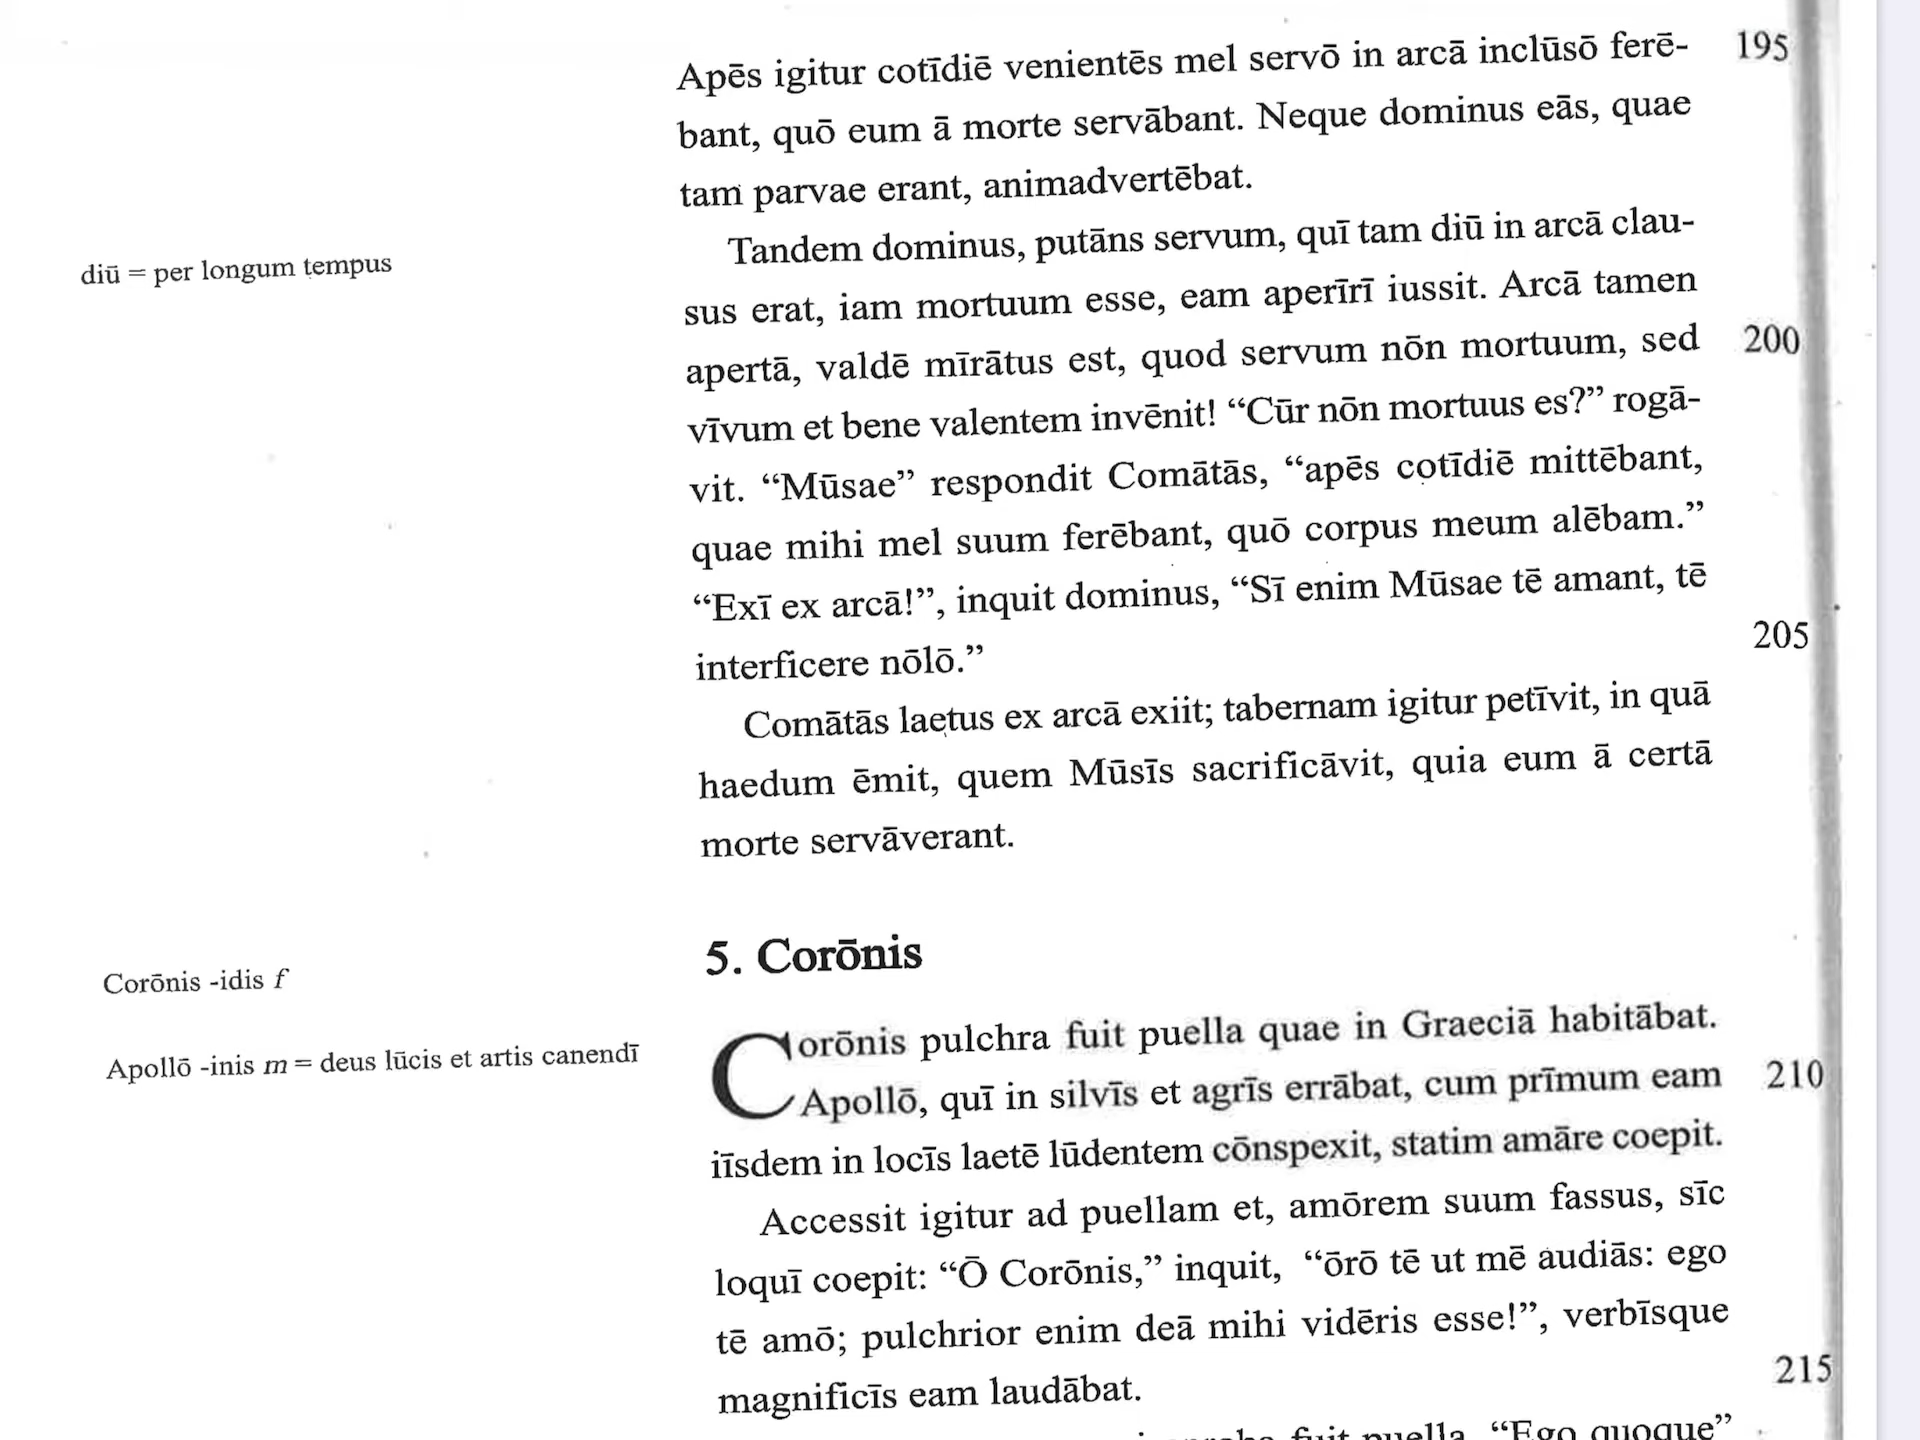 Apēs igitur cotīdiē venientēs mel servō in arcā inclūsō ferē- 195
bant, quō eum ā morte servābant. Neque dominus eās, quae
tam parvae erant, animadvertēbat.
Tandem dominus, putāns servum, quī tam diū in arcā clau-
diū = per longum tempus
sus erat, iam mortuum esse, eam aperīrī iussit. Arcā tamen
apertā, valdē mīrātus est, quod servum nōn mortuum, sed 200
vīvum et bene valentem invēnit! “Cūr nōn mortuus es?” rogā-
vit. “Mūsae” respondit Comātās, “apēs cotīdiē mittēbant,
quae mihi mel suum ferēbant, quō corpus meum alēbam.”
“Exī ex arcā!”, inquit dominus, “Sī enim Mūsae tē amant, tē
interficere nōlō.” 205
Comātās laetus ex arcā exiit; tabernam igitur petīvit, in quā
haedum ēmit, quem Mūsīs sacrificāvit, quia eum ā certā
morte servāverant.
5. Corōnis
Corōnis -idis f
Corōnis pulchra fuit puella quae in Graeciā habitābat.
Apollō -inis m = deus lūcis et artis canendī
Apollō, quī in silvīs et agrīs errābat, cum prīmum eam 210
iīsdem in locīs laetē lūdentem cōnspexit, statim amāre coepit.
Accessit igitur ad puellam et, amōrem suum fassus, sīc
loquī coepit: “Ō Corōnis,” inquit, “ōrō tē ut mē audiās: ego
tē amō; pulchrior enim deā mihi vidēris esse!”, verbīsque
magnificīs eam laudābat. 215
fuit puella. “Ego quoque”